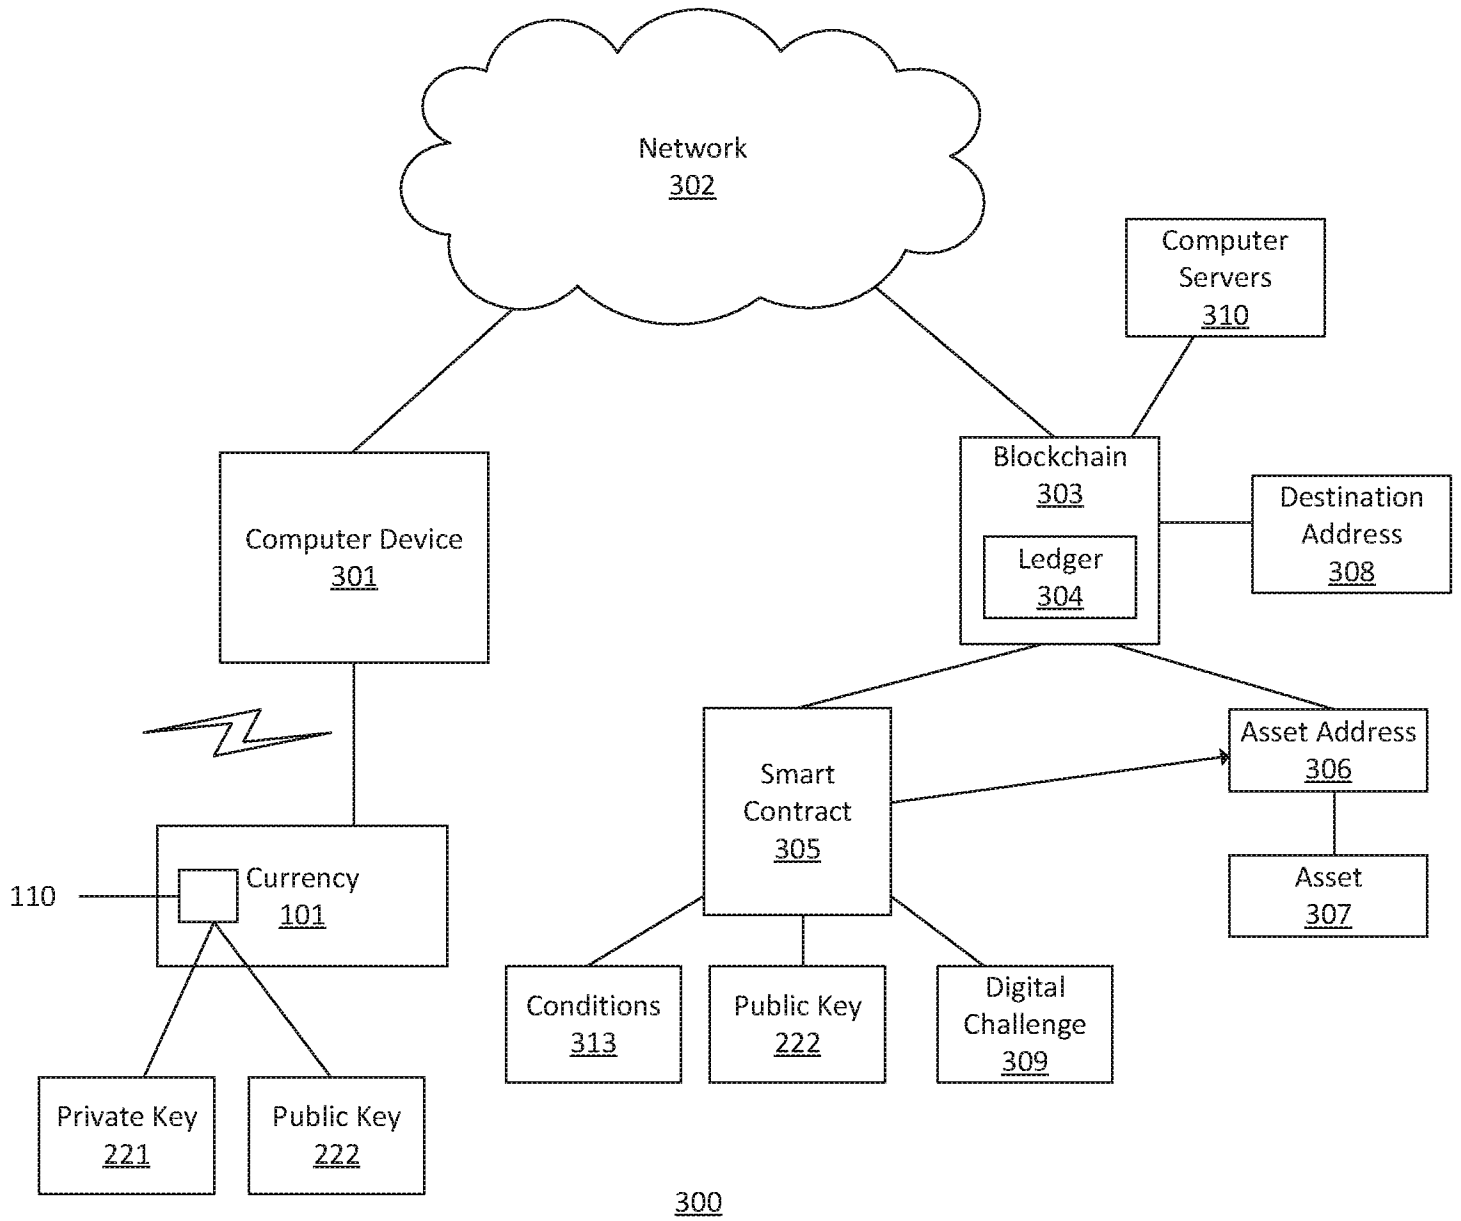 Network
302
Computer
Servers
310
Blockchain
303
Ledger
304
Destination
Address
308
Computer Device
301
Smart
Contract
305
Asset Address
306
Asset
307
110
Currency
101
Conditions
313
Public Key
222
Digital
Challenge
309
Private Key
221
Public Key
222
300